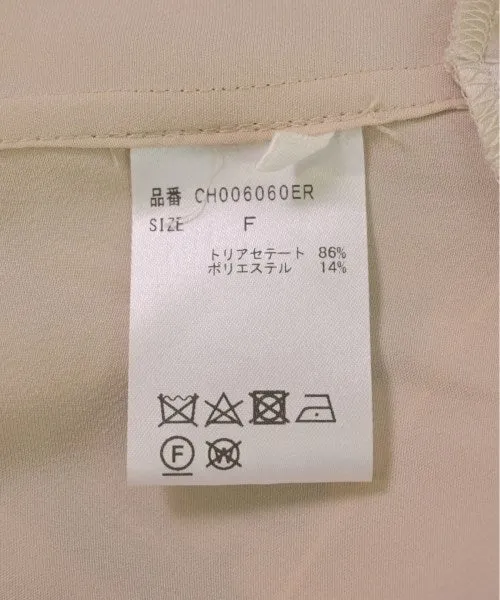 品番 CH006060ER
SIZE F
トリアセテート 86%
ポリエステル 14%
F W